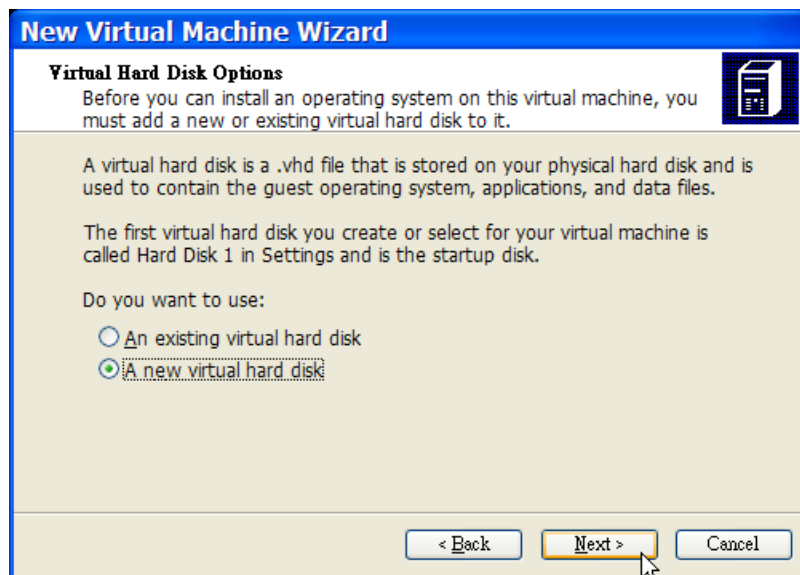 New Virtual Machine Wizard
Virtual Hard Disk Options
Before you can install an operating system on this virtual machine, you
must add a new or existing virtual hard disk to it.
A virtual hard disk is a .vhd file that is stored on your physical hard disk and is
used to contain the guest operating system, applications, and data files.
The first virtual hard disk you create or select for your virtual machine is
called Hard Disk 1 in Settings and is the startup disk.
Do you want to use:
An existing virtual hard disk
A new virtual hard disk
< Back Next > Cancel